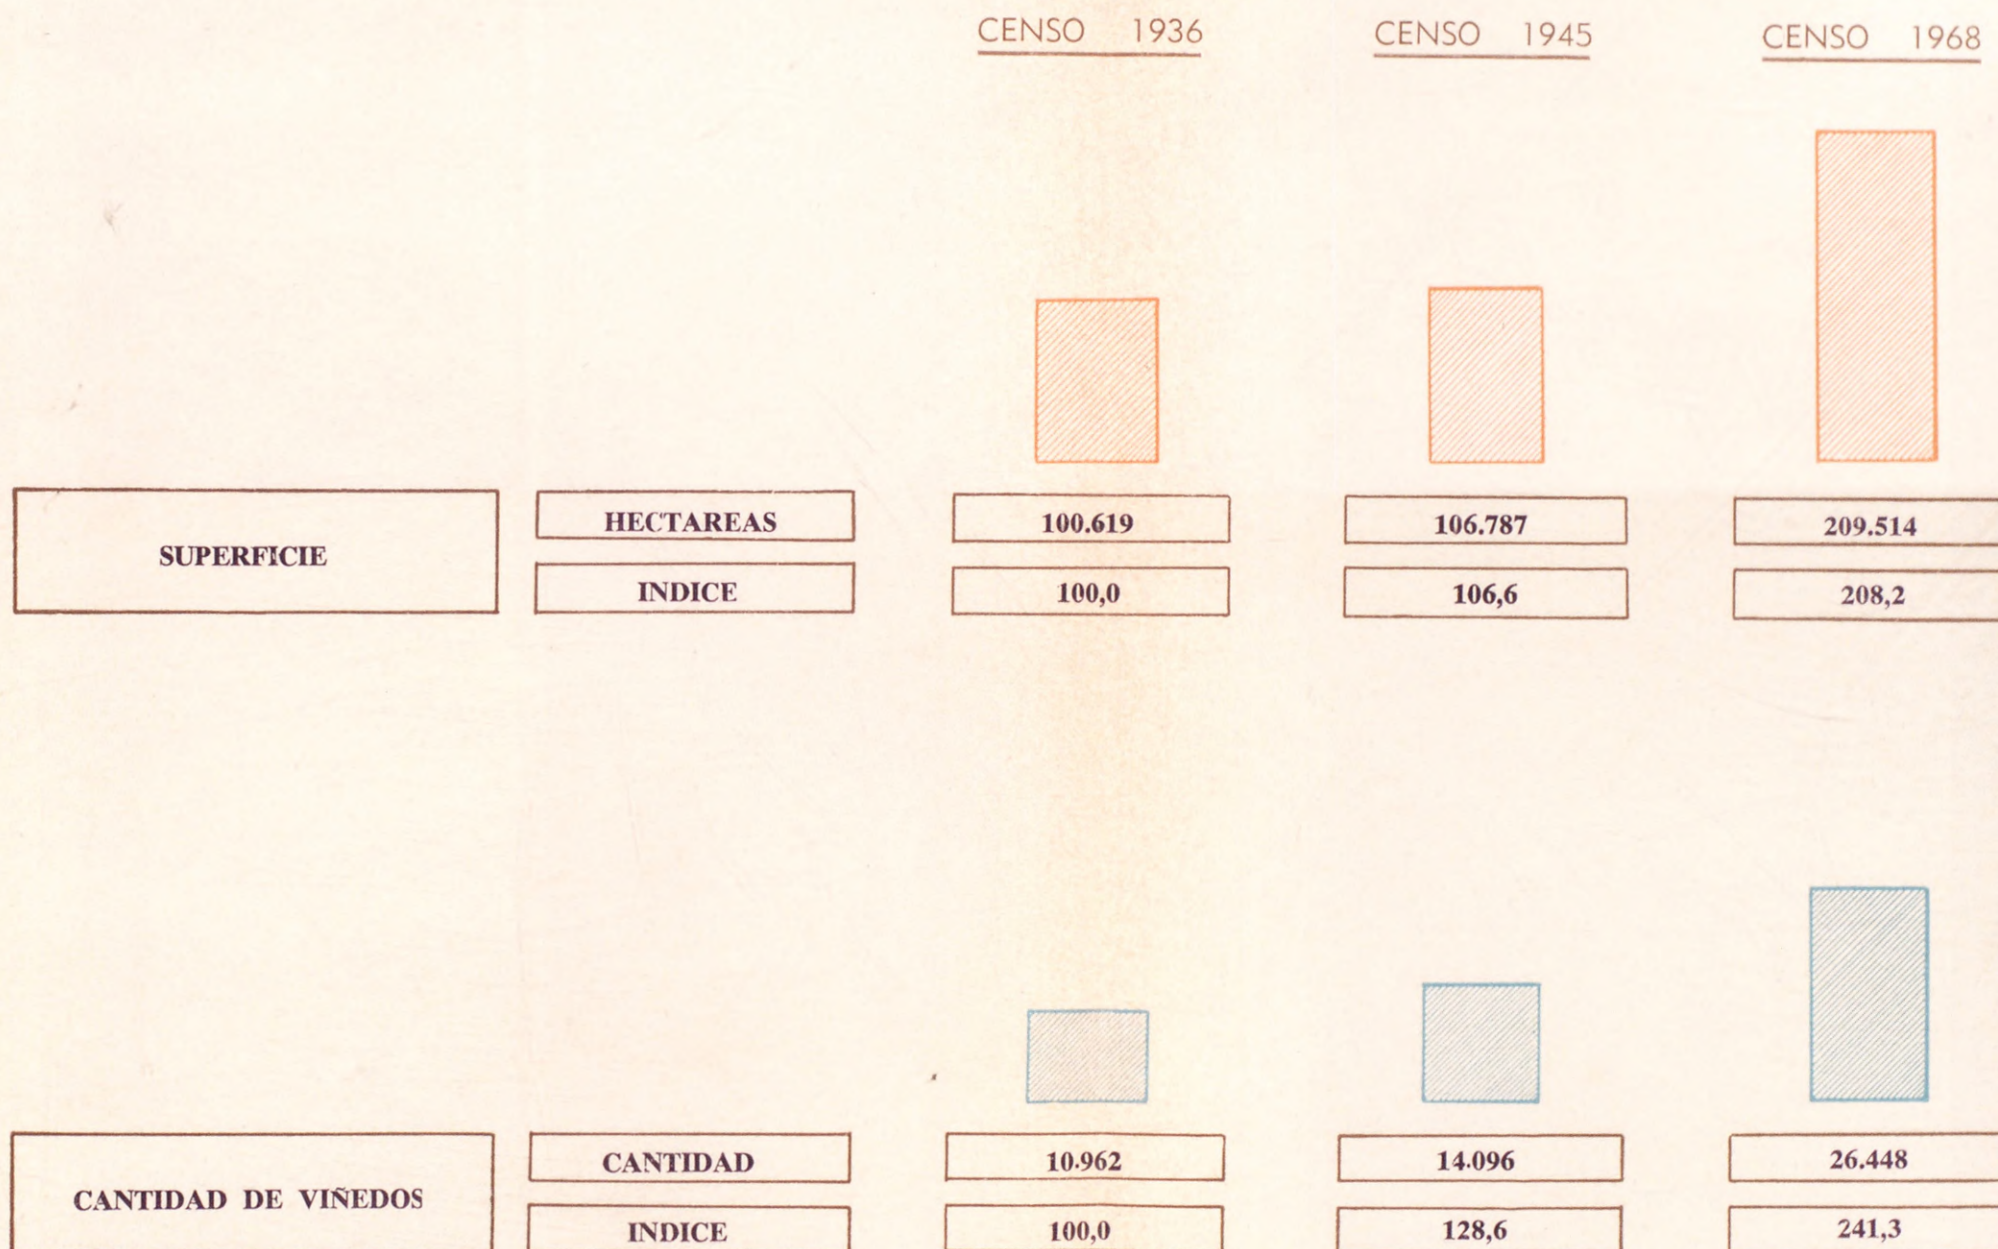 CENSO 1936 CENSO 1945 CENSO 1968
SUPERFICIE
HECTAREAS 100.619 106.787 209.514
INDICE 100,0 106,6 208,2
CANTIDAD DE VIÑEDOS
CANTIDAD 10.962 14.096 26.448
INDICE 100,0 128,6 241,3